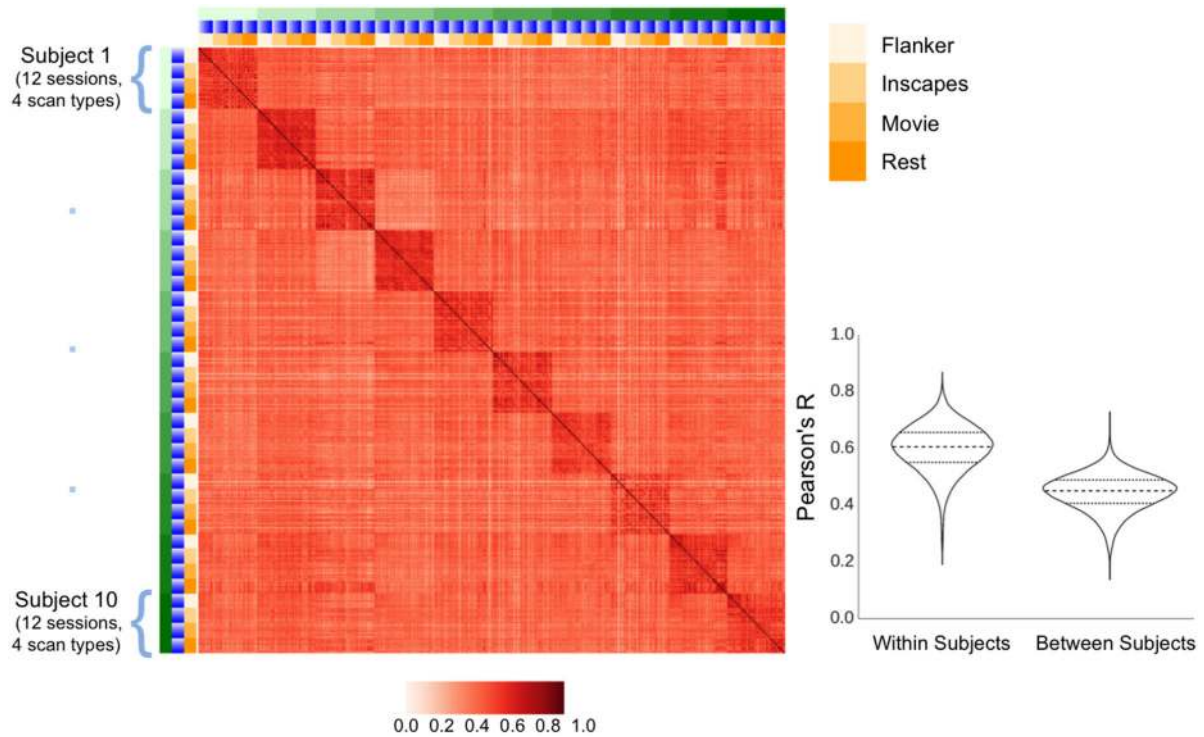 Subject 1
(12 sessions,
4 scan types)
Subject 10
(12 sessions,
4 scan types)
0.0 0.2 0.4 0.6 0.8 1.0
Flanker
Inscapes
Movie
Rest
Pearson's R
1.0
0.8
0.6
0.4
0.2
0.0
Within Subjects
Between Subjects